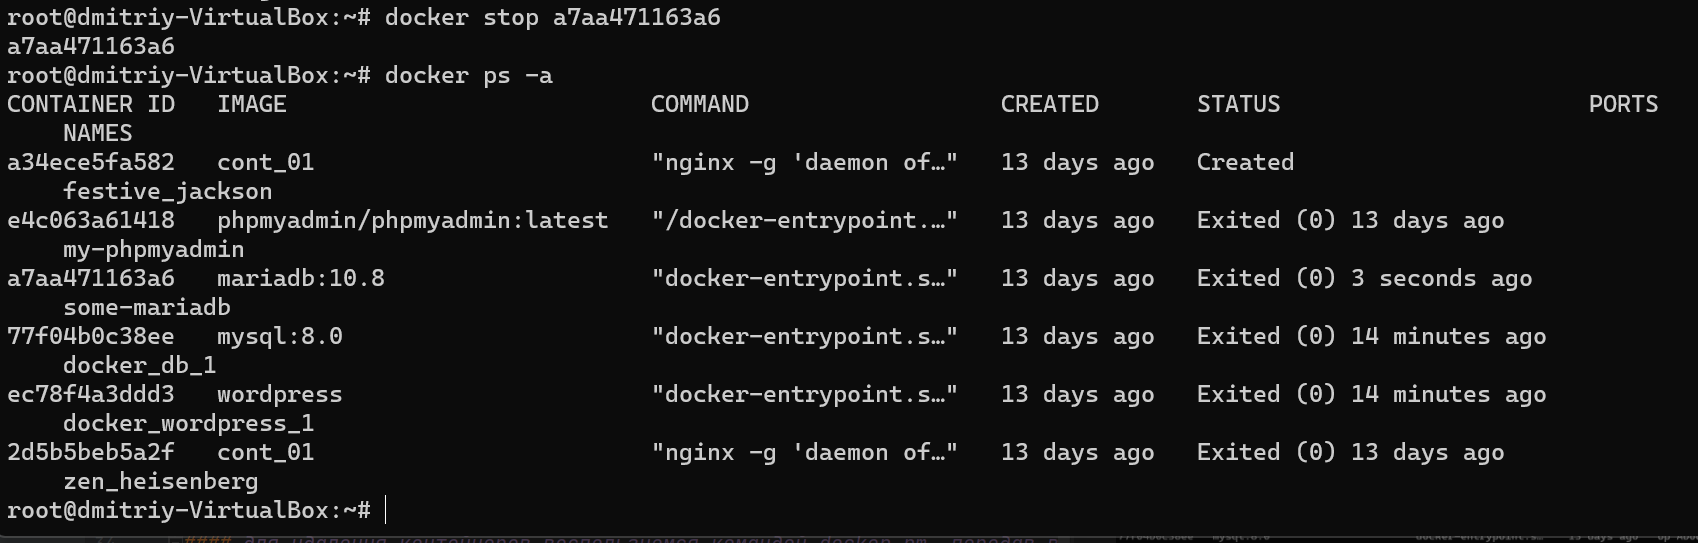 root@dmitriy-VirtualBox:~# docker stop a7aa471163a6
a7aa471163a6
root@dmitriy-VirtualBox:~# docker ps -a
CONTAINER ID   IMAGE                          COMMAND                  CREATED       STATUS                      PORTS
    NAMES
a34ece5fa582   cont_01                        "nginx -g 'daemon of…"   13 days ago   Created
    festive_jackson
e4c063a61418   phpmyadmin/phpmyadmin:latest   "/docker-entrypoint.…"   13 days ago   Exited (0) 13 days ago
    my-phpmyadmin
a7aa471163a6   mariadb:10.8                   "docker-entrypoint.s…"   13 days ago   Exited (0) 3 seconds ago
    some-mariadb
77f04b0c38ee   mysql:8.0                      "docker-entrypoint.s…"   13 days ago   Exited (0) 14 minutes ago
    docker_db_1
ec78f4a3ddd3   wordpress                      "docker-entrypoint.s…"   13 days ago   Exited (0) 14 minutes ago
    docker_wordpress_1
2d5b5beb5a2f   cont_01                        "nginx -g 'daemon of…"   13 days ago   Exited (0) 13 days ago
    zen_heisenberg
root@dmitriy-VirtualBox:~#